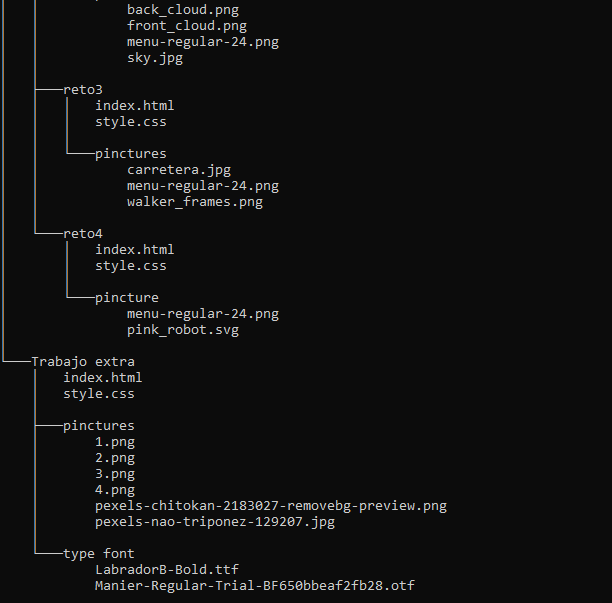 back_cloud.png
front_cloud.png
menu-regular-24.png
sky.jpg
reto3
index.html
style.css
pinctures
carretera.jpg
menu-regular-24.png
walker_frames.png
reto4
index.html
style.css
pincture
menu-regular-24.png
pink_robot.svg
Trabajo extra
index.html
style.css
pinctures
1.png
2.png
3.png
4.png
pexels-chitokan-2183027-removebg-preview.png
pexels-nao-triponez-129207.jpg
type font
LabradorB-Bold.ttf
Manier-Regular-Trial-BF650bbeaf2fb28.otf